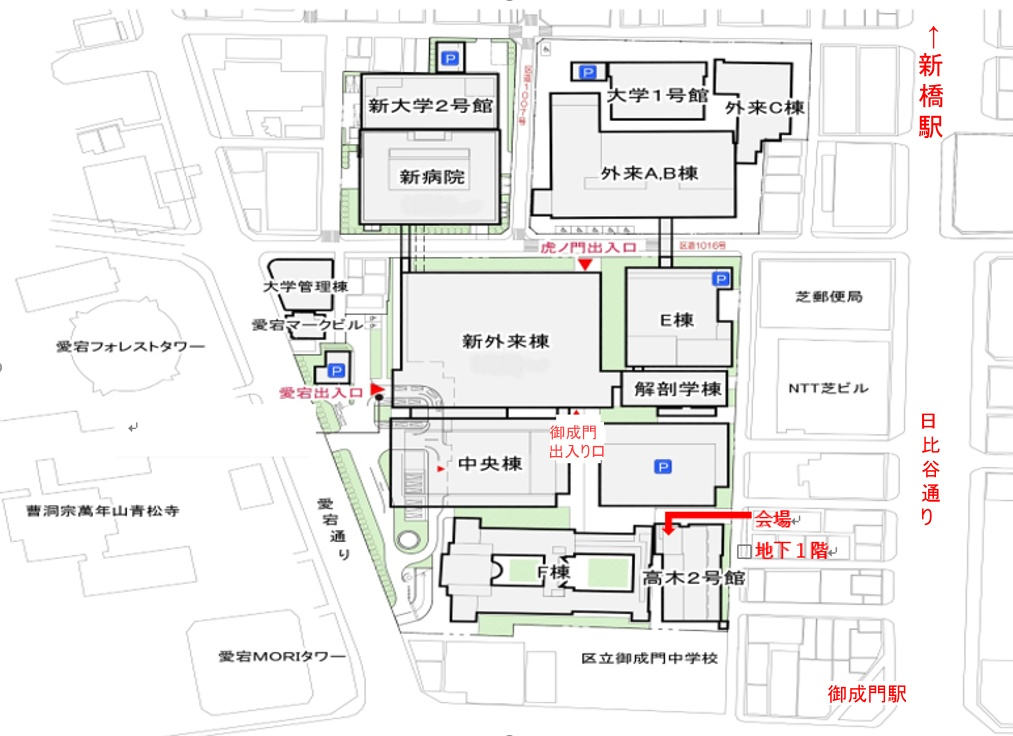 ↑新橋駅
P
P
区道1007号
新大学2号館
大学1号館
外来C棟
新病院
外来A,B棟
虎ノ門出入口
区道1016号
大学管理棟
P
芝郵便局
愛宕マークビル
E棟
新外来棟
愛宕フォレストタワー
P
愛宕出入口
解剖学棟
NTT芝ビル
御成門
出入り口
日比谷通り
中央棟
P
曹洞宗萬年山青松寺
愛宕通り
会場
地下1階
F棟
高木2号館
愛宕MORIタワー
区立御成門中学校
御成門駅